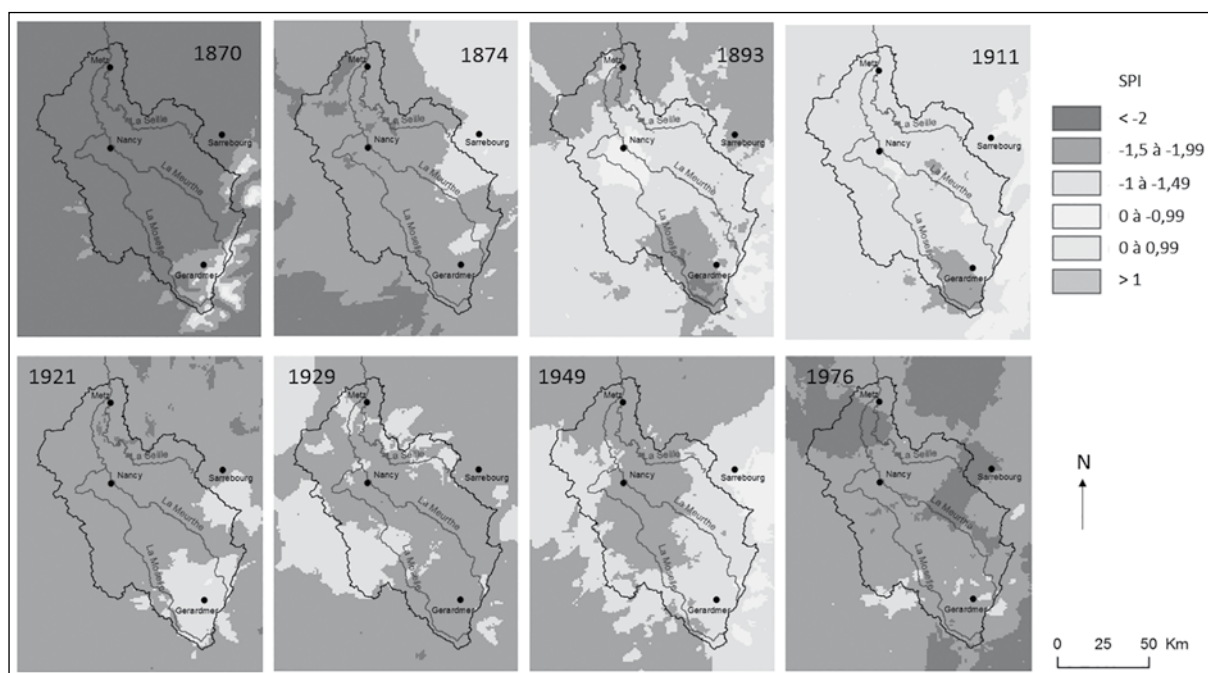 1870
Metz
La Seille
Sarrebourg
Nancy
La Meurthe
La Moselle
Gerardmer
1874
Metz
La Seille
Sarrebourg
Nancy
La Meurthe
La Moselle
Gerardmer
1893
Metz
La Seille
Sarrebourg
Nancy
La Meurthe
La Moselle
Gerardmer
1911
Metz
La Seille
Sarrebourg
Nancy
La Meurthe
La Moselle
Gerardmer
SPI
< -2
-1,5 à -1,99
-1 à -1,49
0 à -0,99
0 à 0,99
> 1
1921
Metz
La Seille
Sarrebourg
Nancy
La Meurthe
La Moselle
Gerardmer
1929
Metz
La Seille
Sarrebourg
Nancy
La Meurthe
La Moselle
Gerardmer
1949
Metz
La Seille
Sarrebourg
Nancy
La Meurthe
La Moselle
Gerardmer
1976
Metz
La Seille
Sarrebourg
Nancy
La Meurthe
La Moselle
Gerardmer
N
0 25 50 Km